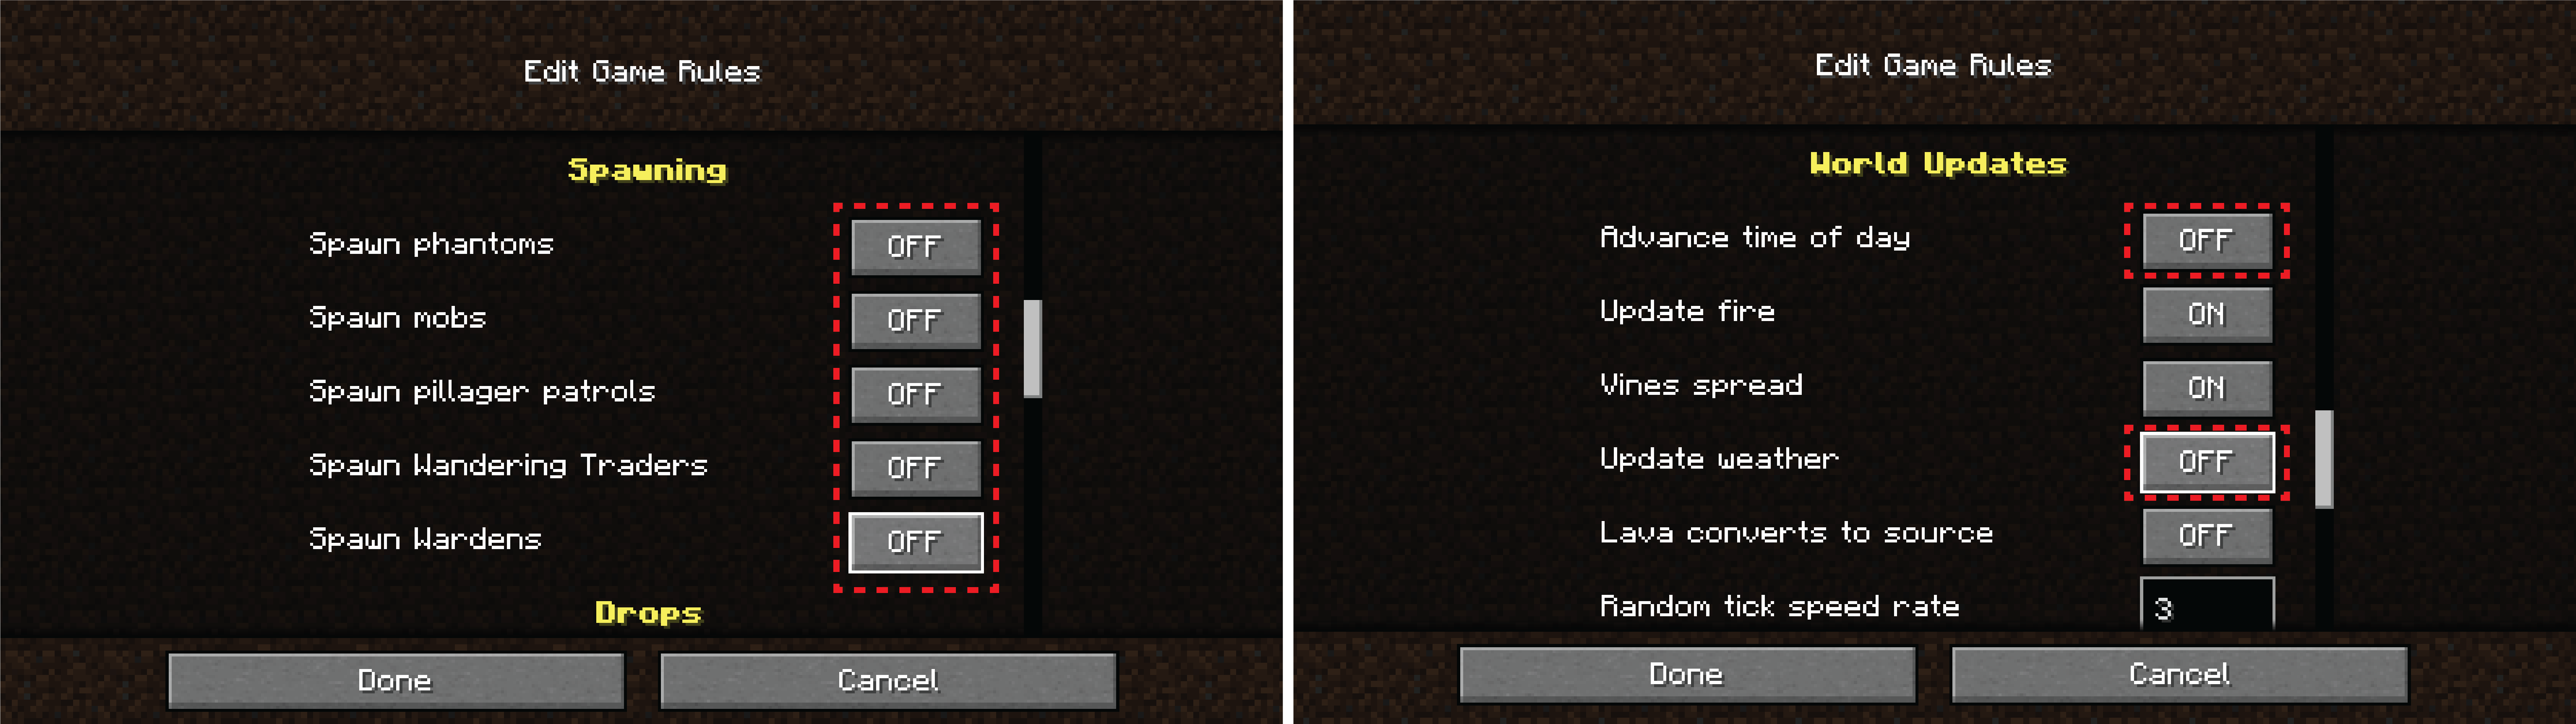 Edit Game Rules
Spawning
Spawn phantoms OFF
Spawn mobs OFF
Spawn pillager patrols OFF
Spawn Wandering Traders OFF
Spawn Wardens OFF
Drops
Done Cancel
Edit Game Rules
World Updates
Advance time of day OFF
Update fire ON
Vines spread ON
Update weather OFF
Lava converts to source OFF
Random tick speed rate 3
Done Cancel